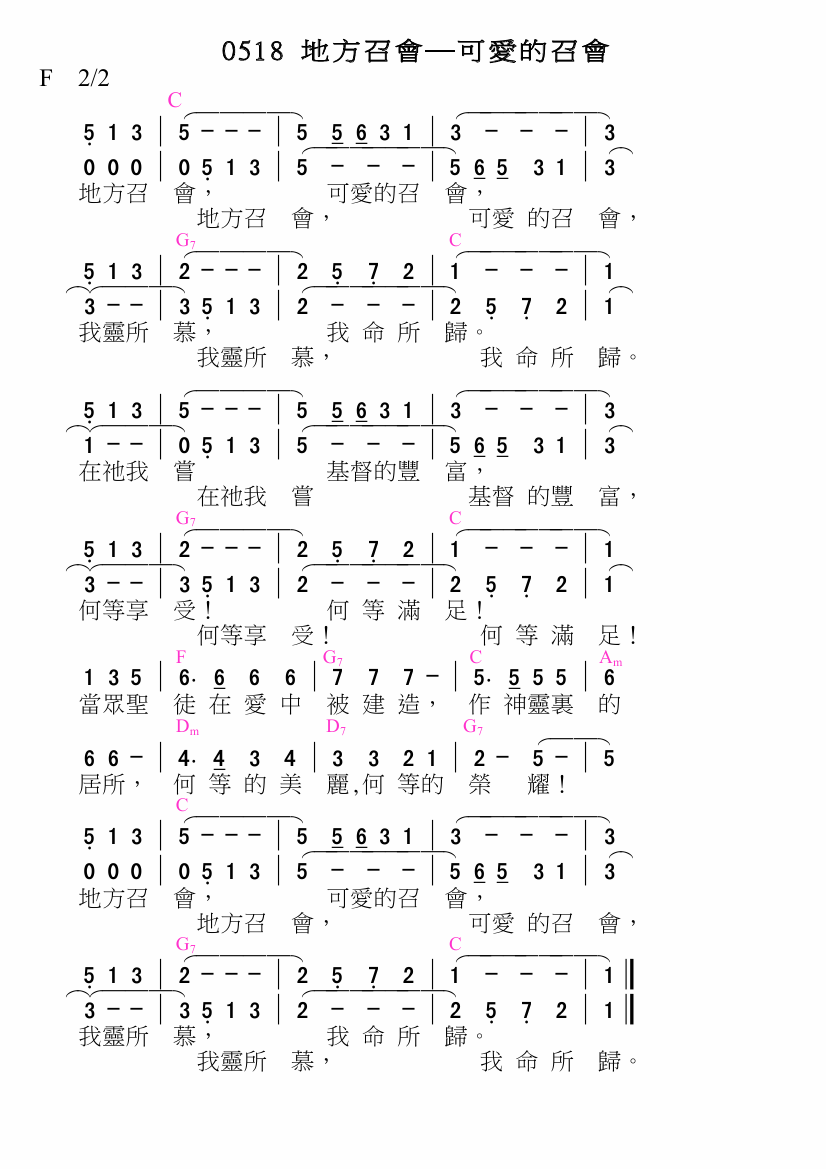 0518 地方召會—可愛的召會
F 2/2
C
5̣ 1 3 | 5 - - - | 5 5 6 3 1 | 3 - - - | 3
0 0 0 | 0 5̣ 1 3 | 5 - - - | 5 6 5 3 1 | 3
地方召 會， 可愛的召 會，
地方召 會， 可愛 的召 會，
G7 C
5̣ 1 3 | 2 - - - | 2 5̣ 7̣ 2 | 1 - - - | 1
3 - - | 3 5̣ 1 3 | 2 - - - | 2 5̣ 7̣ 2 | 1
我靈所 慕， 我 命 所 歸。
我靈所 慕， 我 命 所 歸。
5̣ 1 3 | 5 - - - | 5 5 6 3 1 | 3 - - - | 3
1 - - | 0 5̣ 1 3 | 5 - - - | 5 6 5 3 1 | 3
在祂我 嘗 基督的豐 富，
在祂我 嘗 基督 的豐 富，
G7 C
5̣ 1 3 | 2 - - - | 2 5̣ 7̣ 2 | 1 - - - | 1
3 - - | 3 5̣ 1 3 | 2 - - - | 2 5̣ 7̣ 2 | 1
何等享 受！ 何 等 滿 足！
何等享 受！ 何 等 滿 足！
F G7 C Am
1 3 5 | 6· 6 6 6 | 7 7 7 - | 5· 5 5 5 | 6
當眾聖 徒 在 愛 中 被 建 造， 作 神靈裏 的
Dm D7 G7
6 6 - | 4· 4 3 4 | 3 3 2 1 | 2 - 5 - | 5
居所， 何 等 的 美 麗,何 等的 榮 耀！
C
5̣ 1 3 | 5 - - - | 5 5 6 3 1 | 3 - - - | 3
0 0 0 | 0 5̣ 1 3 | 5 - - - | 5 6 5 3 1 | 3
地方召 會， 可愛的召 會，
地方召 會， 可愛 的召 會，
G7 C
5̣ 1 3 | 2 - - - | 2 5̣ 7̣ 2 | 1 - - - | 1 ‖
3 - - | 3 5̣ 1 3 | 2 - - - | 2 5̣ 7̣ 2 | 1 ‖
我靈所 慕， 我 命 所 歸。
我靈所 慕， 我 命 所 歸。